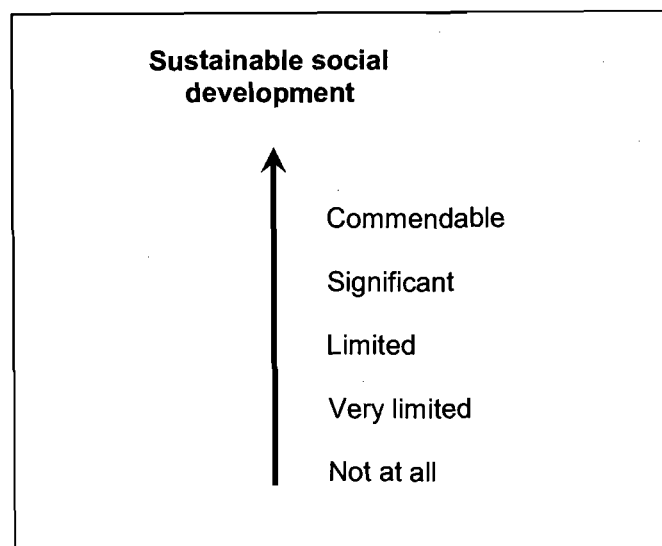 Sustainable social
development
Commendable
Significant
Limited
Very limited
Not at all